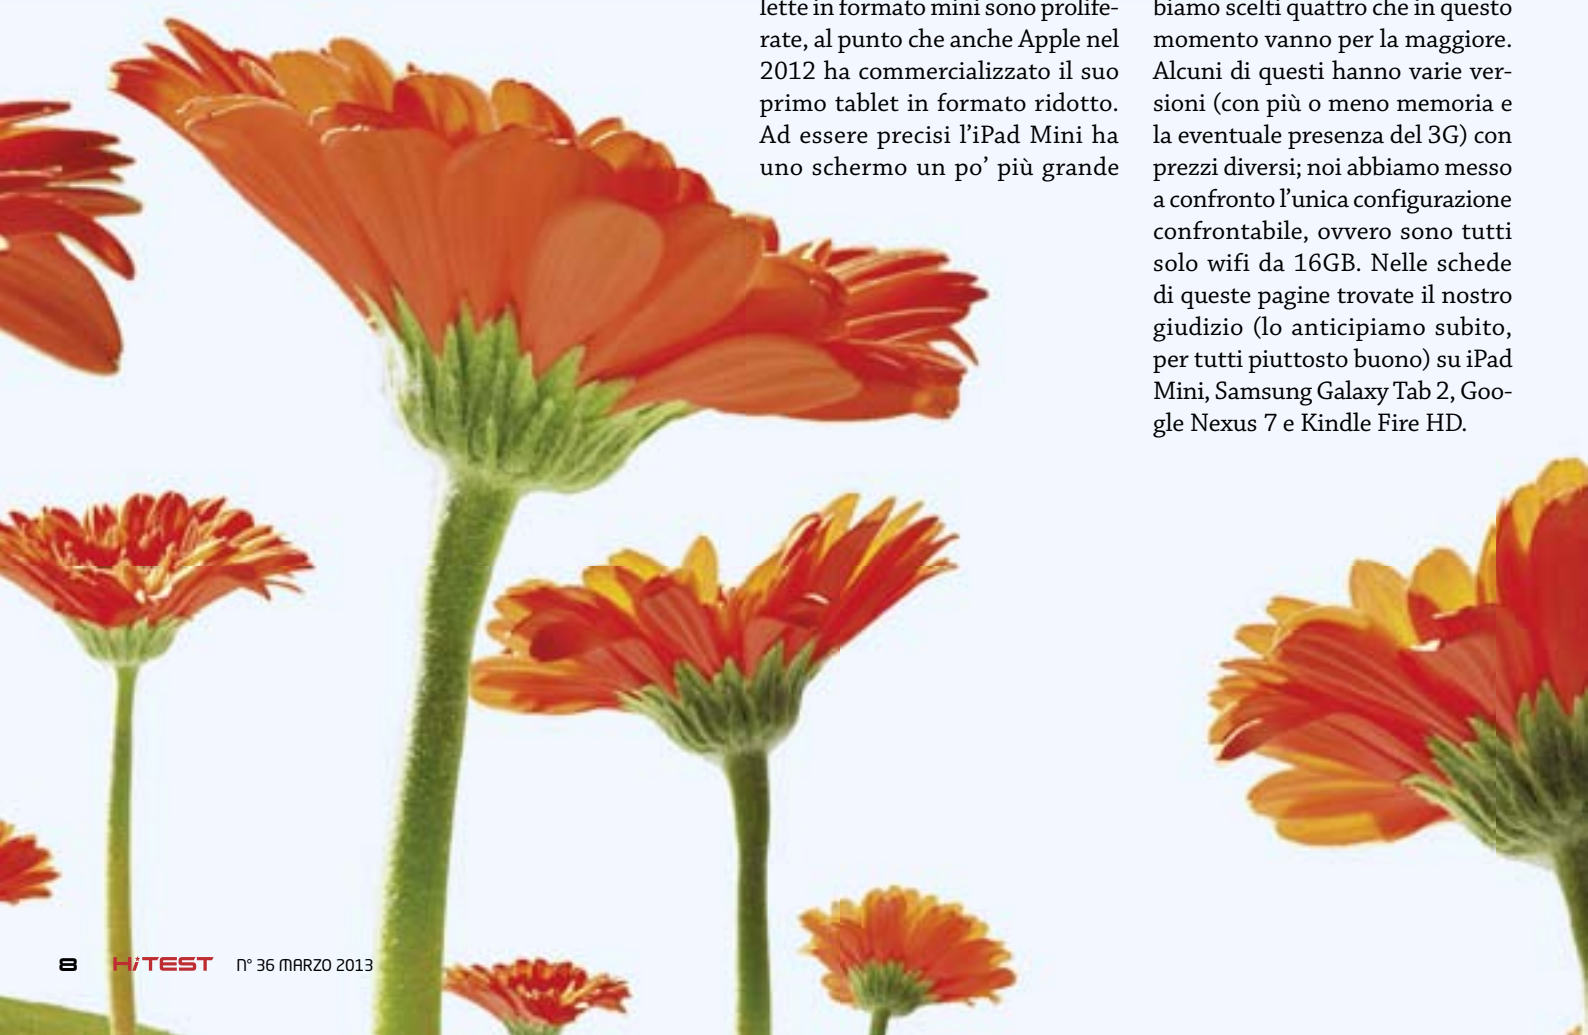 lette in formato mini sono prolife-
rate, al punto che anche Apple nel
2012 ha commercializzato il suo
primo tablet in formato ridotto.
Ad essere precisi l’iPad Mini ha
uno schermo un po’ più grande
biamo scelti quattro che in questo
momento vanno per la maggiore.
Alcuni di questi hanno varie ver-
sioni (con più o meno memoria e
la eventuale presenza del 3G) con
prezzi diversi; noi abbiamo messo
a confronto l’unica configurazione
confrontabile, ovvero sono tutti
solo wifi da 16GB. Nelle schede
di queste pagine trovate il nostro
giudizio (lo anticipiamo subito,
per tutti piuttosto buono) su iPad
Mini, Samsung Galaxy Tab 2, Goo-
gle Nexus 7 e Kindle Fire HD.
8 HiTEST N° 36 MARZO 2013